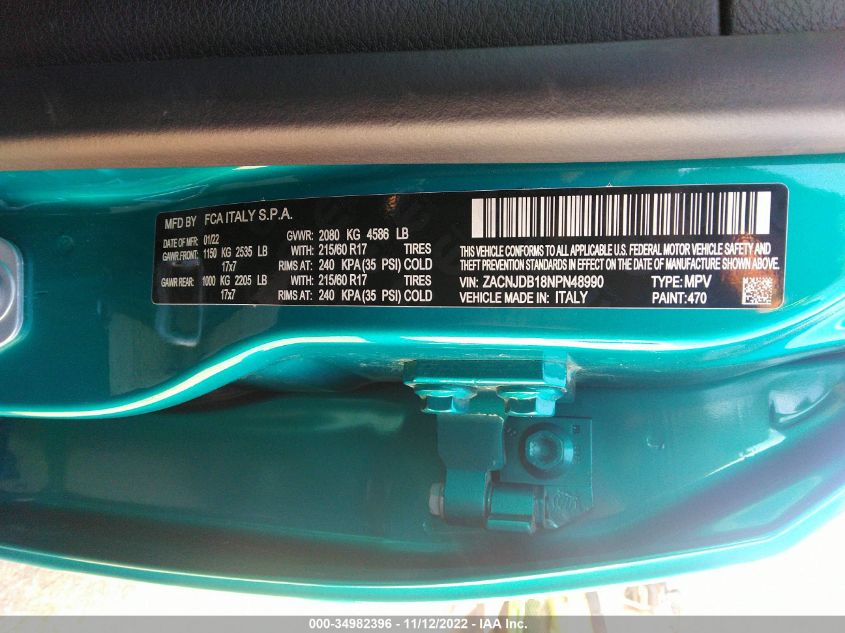 MFD BY FCA ITALY S.P.A.
DATE OF MFR: 01/22 GVWR: 2080 KG 4586 LB
GAWR FRONT: 1150 KG 2535 LB WITH: 215/60 R17 TIRES
17x7 RIMS AT: 240 KPA (35 PSI) COLD
GAWR REAR: 1000 KG 2205 LB WITH: 215/60 R17 TIRES
17x7 RIMS AT: 240 KPA (35 PSI) COLD
THIS VEHICLE CONFORMS TO ALL APPLICABLE U.S. FEDERAL MOTOR VEHICLE SAFETY, BUMPER, AND THEFT
PREVENTION STANDARDS IN EFFECT ON THE DATE OF MANUFACTURE SHOWN ABOVE.
VIN: ZACNJDB18NPN48990 TYPE: MPV
VEHICLE MADE IN: ITALY PAINT: 470
000-34982396 - 11/12/2022 - IAA Inc.